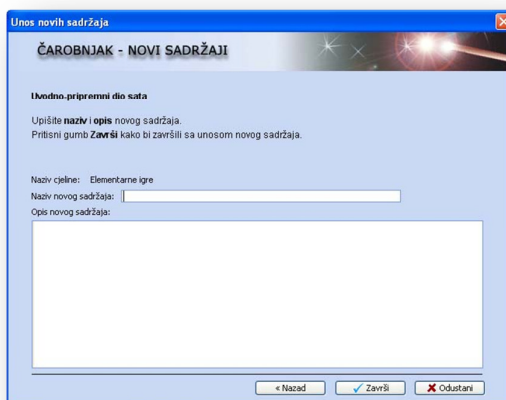 Unos novih sadržaja
ČAROBNJAK - NOVI SADRŽAJI
Uvodno-pripremni dio sata
Upišite naziv i opis novog sadržaja.
Pritisni gumb Završi kako bi završili sa unosom novog sadržaja.
Naziv cjeline: Elementarne igre
Naziv novog sadržaja:
Opis novog sadržaja:
« Nazad Završi Odustani